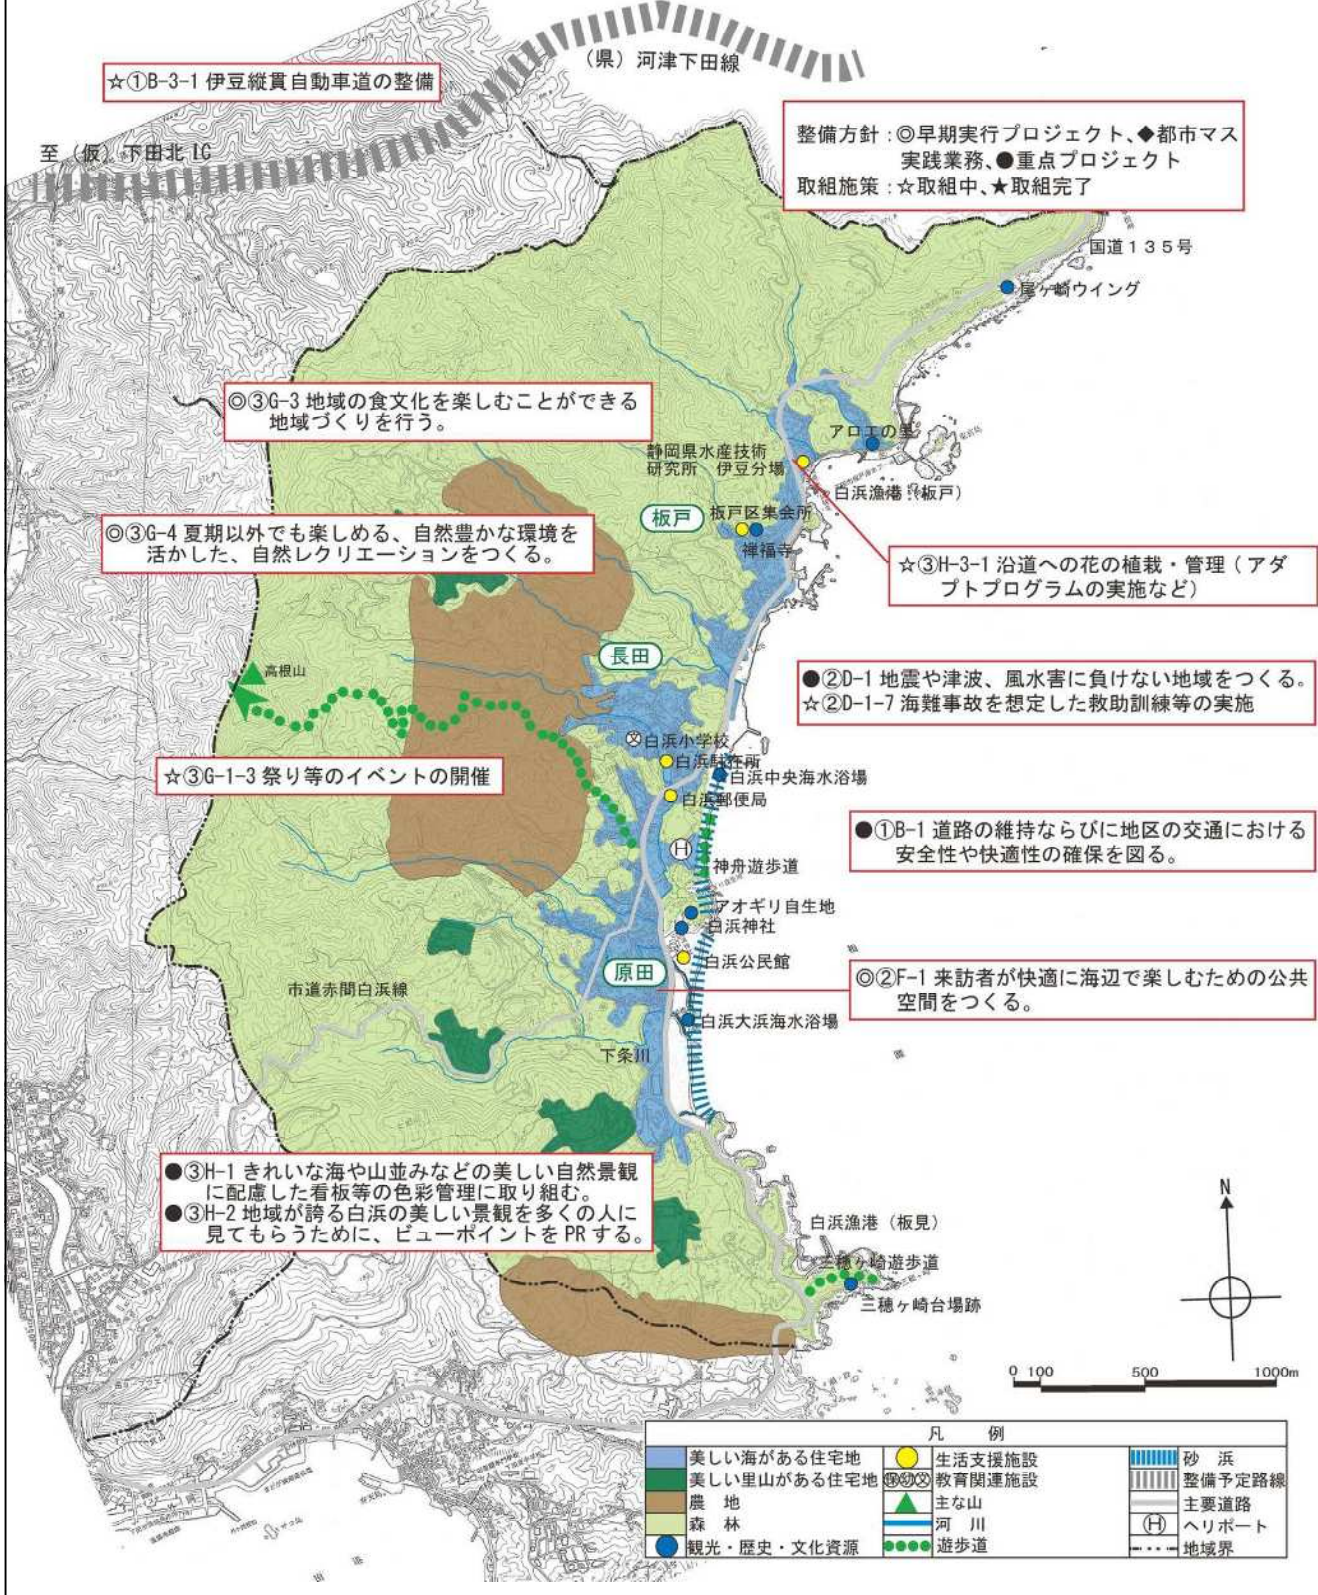 (県)河津下田線
☆①B-3-1 伊豆縦貫自動車道の整備
至(仮)下田北IC
整備方針:◎早期実行プロジェクト、◆都市マス
実践業務、●重点プロジェクト
取組施策:☆取組中、★取組完了
国道135号
尾ヶ崎ウイング
◎③G-3 地域の食文化を楽しむことができる
地域づくりを行う。
アロエの里
静岡県水産技術
研究所 伊豆分場
白浜漁港(板戸)
板戸
板戸区集会所
禅福寺
◎③G-4 夏期以外でも楽しめる、自然豊かな環境を
活かした、自然レクリエーションをつくる。
☆③H-3-1 沿道への花の植栽・管理(アダ
プトプログラムの実施など)
長田
高根山
●②D-1 地震や津波、風水害に負けない地域をつくる。
☆②D-1-7 海難事故を想定した救助訓練等の実施
文
白浜小学校
白浜駐在所
☆③G-1-3 祭り等のイベントの開催
白浜中央海水浴場
白浜郵便局
●①B-1 道路の維持ならびに地区の交通における
安全性や快適性の確保を図る。
H
神舟遊歩道
アオギリ自生地
白浜神社
白浜公民館
原田
◎②F-1 来訪者が快適に海辺で楽しむための公共
空間をつくる。
市道赤間白浜線
白浜大浜海水浴場
下条川
●③H-1 きれいな海や山並みなどの美しい自然景観
に配慮した看板等の色彩管理に取り組む。
●③H-2 地域が誇る白浜の美しい景観を多くの人に
見てもらうために、ビューポイントをPRする。
N
白浜漁港(板見)
三穂ヶ崎遊歩道
三穂ヶ崎台場跡
0 100 500 1000m
凡 例
美しい海がある住宅地 生活支援施設 砂 浜
美しい里山がある住宅地 保幼文 教育関連施設 整備予定路線
農 地 主な山 主要道路
森 林 河 川 H ヘリポート
観光・歴史・文化資源 遊歩道 地域界